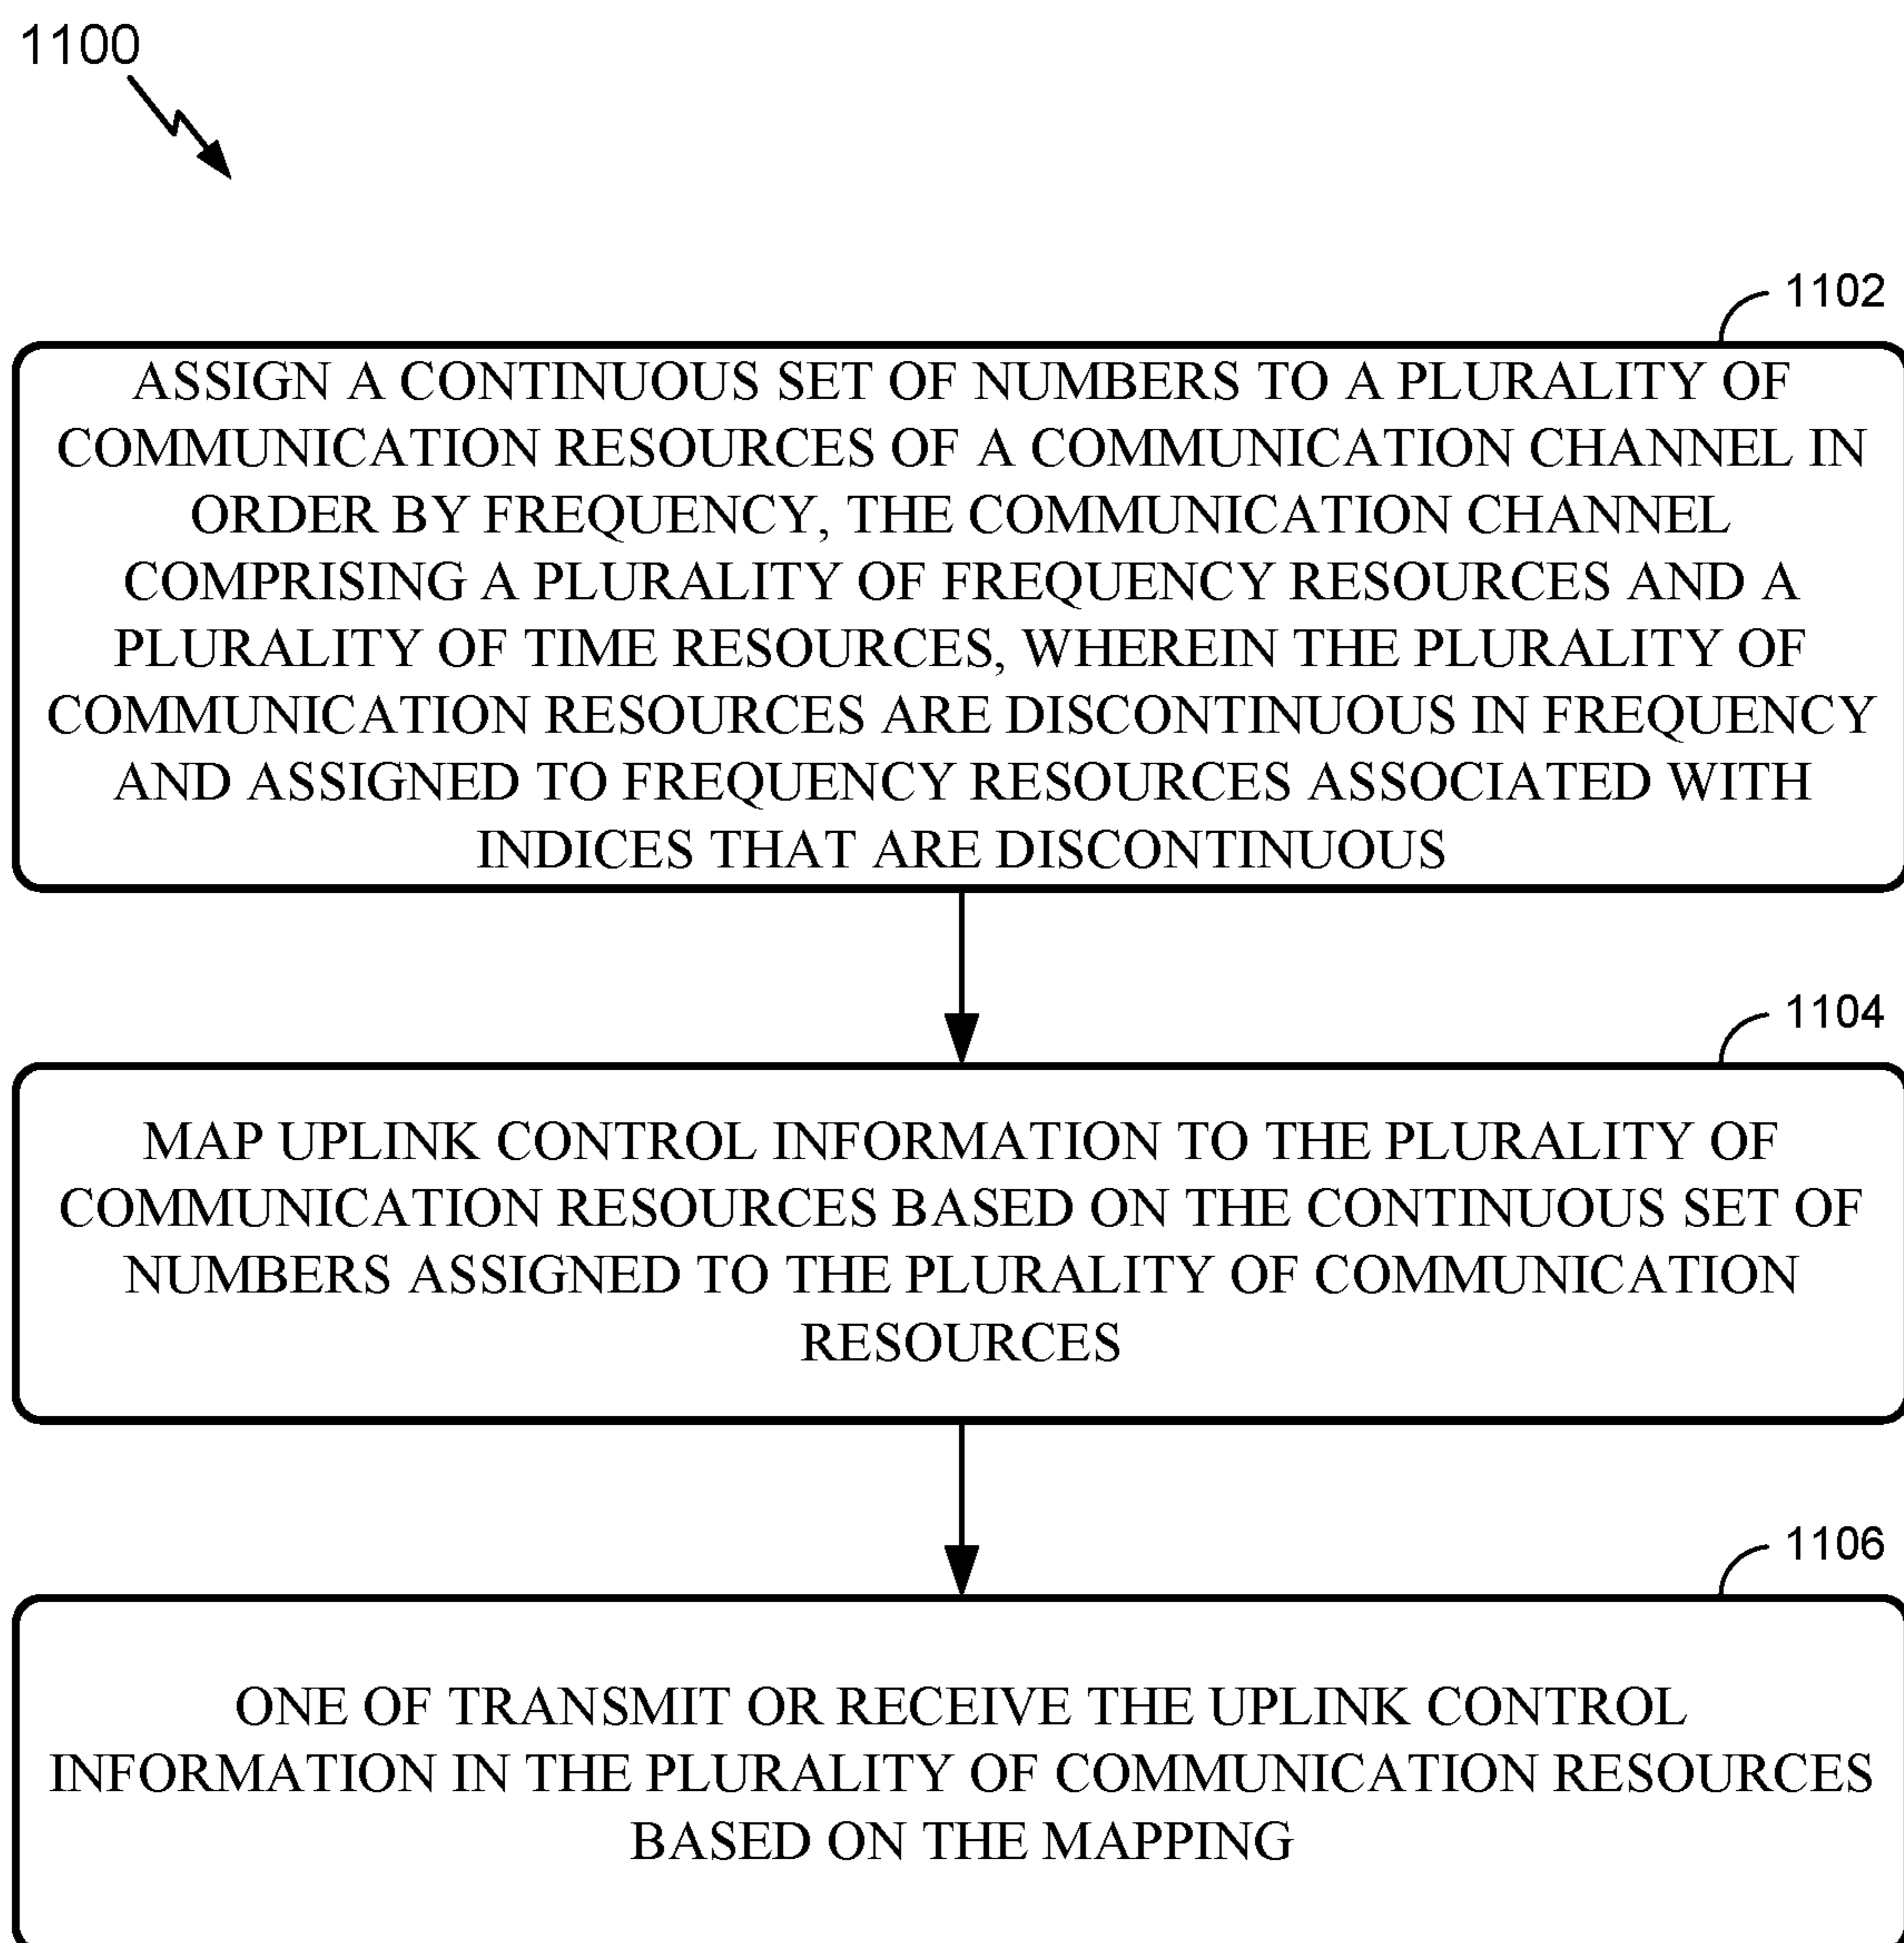 1100
1102
ASSIGN A CONTINUOUS SET OF NUMBERS TO A PLURALITY OF
COMMUNICATION RESOURCES OF A COMMUNICATION CHANNEL IN
ORDER BY FREQUENCY, THE COMMUNICATION CHANNEL
COMPRISING A PLURALITY OF FREQUENCY RESOURCES AND A
PLURALITY OF TIME RESOURCES, WHEREIN THE PLURALITY OF
COMMUNICATION RESOURCES ARE DISCONTINUOUS IN FREQUENCY
AND ASSIGNED TO FREQUENCY RESOURCES ASSOCIATED WITH
INDICES THAT ARE DISCONTINUOUS
1104
MAP UPLINK CONTROL INFORMATION TO THE PLURALITY OF
COMMUNICATION RESOURCES BASED ON THE CONTINUOUS SET OF
NUMBERS ASSIGNED TO THE PLURALITY OF COMMUNICATION
RESOURCES
1106
ONE OF TRANSMIT OR RECEIVE THE UPLINK CONTROL
INFORMATION IN THE PLURALITY OF COMMUNICATION RESOURCES
BASED ON THE MAPPING